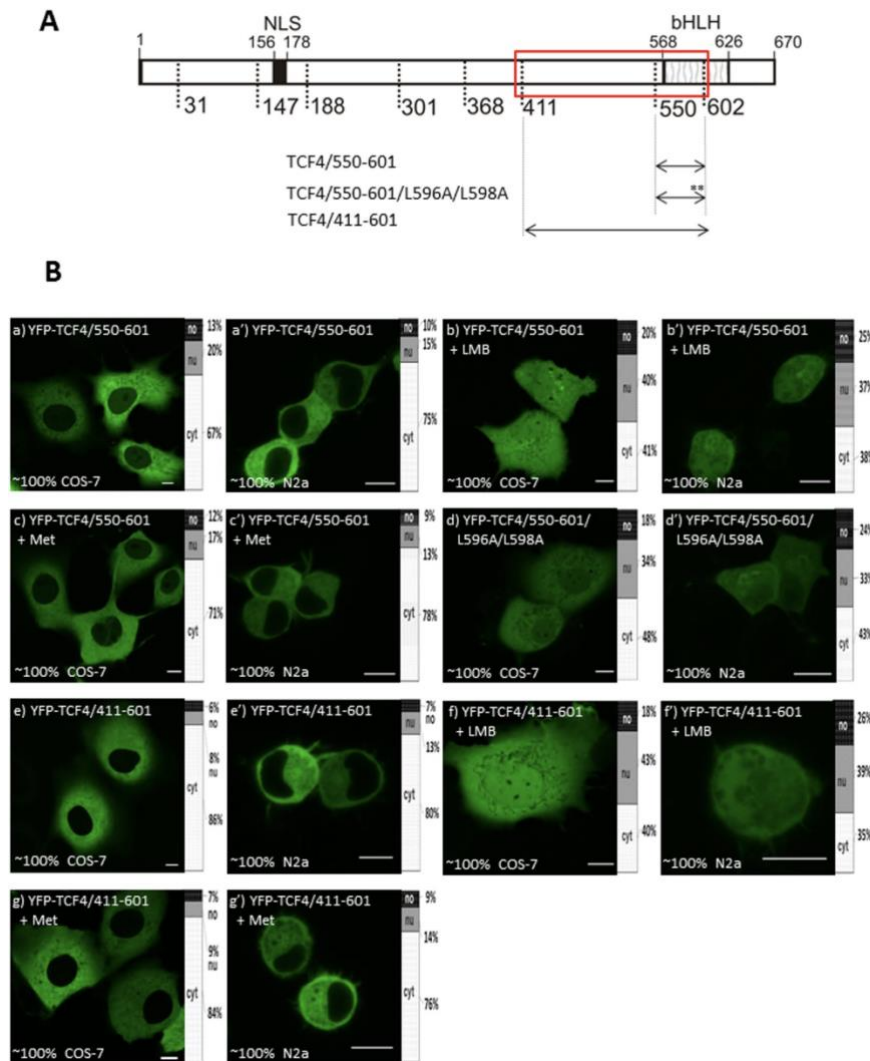 A
NLS
bHLH
1
156
178
568
626
670
31
147
188
301
368
411
550
602
TCF4/550-601
TCF4/550-601/L596A/L598A
**
TCF4/411-601
B
a) YFP-TCF4/550-601
~100% COS-7
no
nu
cyt
13%
20%
67%
a') YFP-TCF4/550-601
~100% N2a
no
nu
cyt
10%
15%
75%
b) YFP-TCF4/550-601
+ LMB
~100% COS-7
no
nu
cyt
20%
40%
41%
b') YFP-TCF4/550-601
+ LMB
~100% N2a
no
nu
cyt
25%
37%
38%
c) YFP-TCF4/550-601
+ Met
~100% COS-7
no
nu
cyt
12%
17%
71%
c') YFP-TCF4/550-601
+ Met
~100% N2a
no
nu
cyt
9%
13%
78%
d) YFP-TCF4/550-601/
L596A/L598A
~100% COS-7
no
nu
cyt
18%
34%
48%
d') YFP-TCF4/550-601/
L596A/L598A
~100% N2a
no
nu
cyt
24%
33%
43%
e) YFP-TCF4/411-601
~100% COS-7
cyt
6%
no
8%
nu
86%
e') YFP-TCF4/411-601
~100% N2a
no
nu
cyt
7%
13%
80%
f) YFP-TCF4/411-601
+ LMB
~100% COS-7
no
nu
cyt
18%
43%
40%
f') YFP-TCF4/411-601
+ LMB
~100% N2a
no
nu
cyt
26%
39%
35%
g) YFP-TCF4/411-601
+ Met
~100% COS-7
cyt
7%
no
9%
nu
84%
g') YFP-TCF4/411-601
+ Met
~100% N2a
no
nu
cyt
9%
14%
76%